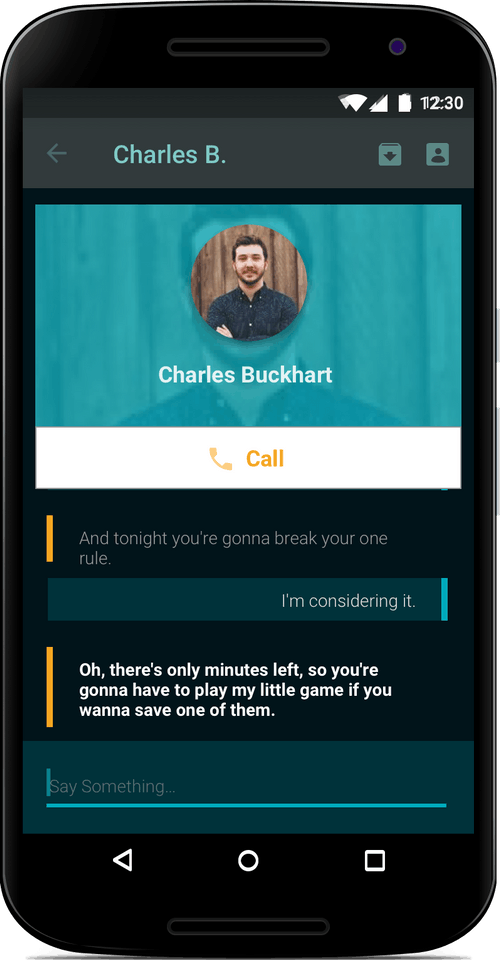 12:30
Charles B.
Charles Buckhart
Call
And tonight you're gonna break your one
rule.
I'm considering it.
Oh, there's only minutes left, so you're
gonna have to play my little game if you
wanna save one of them.
Say Something...